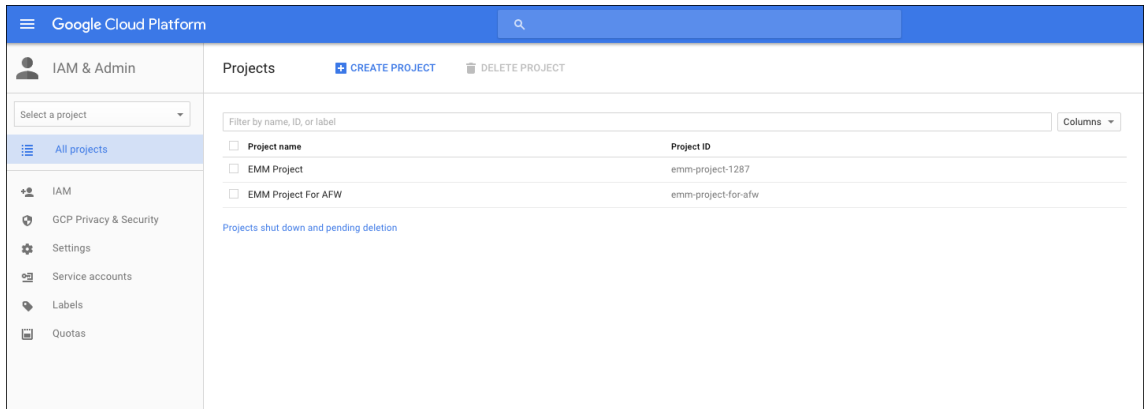 Google Cloud Platform
IAM & Admin
Projects
CREATE PROJECT
DELETE PROJECT
Select a project
Filter by name, ID, or label
Columns
All projects
Project name
Project ID
EMM Project
emm-project-1287
IAM
EMM Project For AFW
emm-project-for-afw
GCP Privacy & Security
Projects shut down and pending deletion
Settings
Service accounts
Labels
Quotas